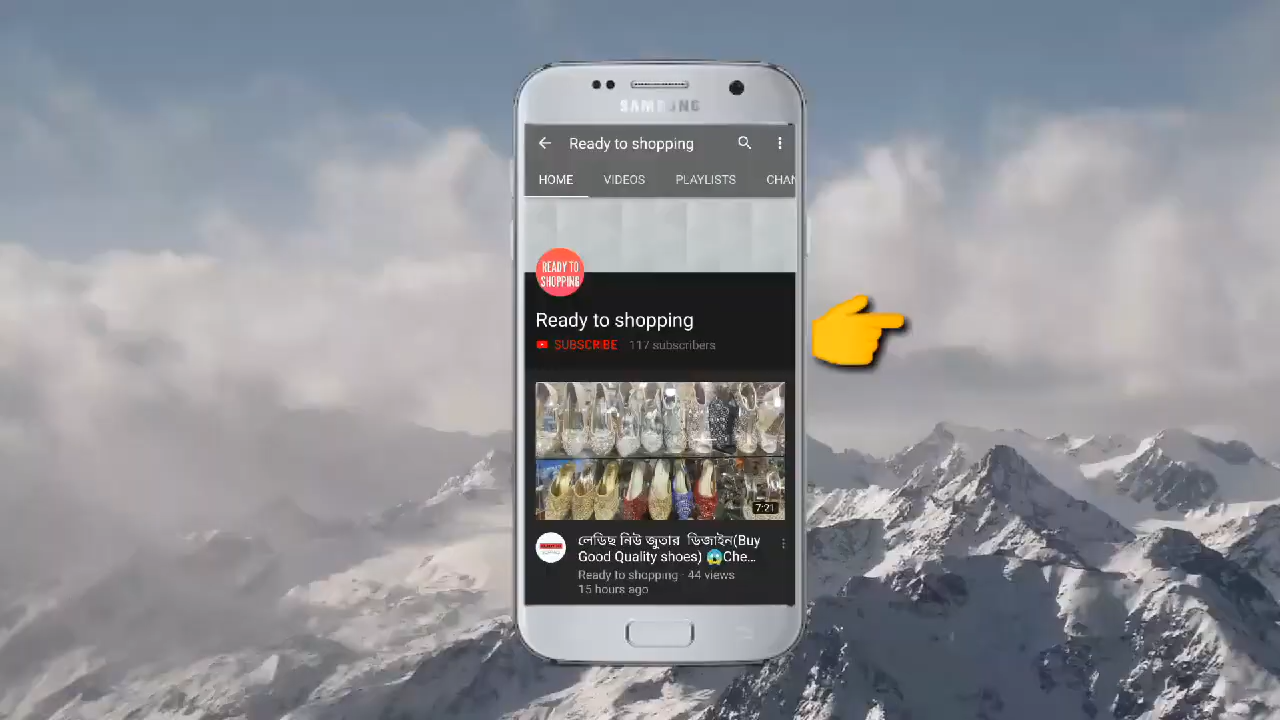 SAMSUNG
Ready to shopping
HOME VIDEOS PLAYLISTS CHAN
READY TO
SHOPPING
Ready to shopping
SUBSCRIBE 117 subscribers
7:21
লেডিছ নিউ জুতার ডিজাইন(Buy
Good Quality shoes) 😱Che...
Ready to shopping · 44 views
15 hours ago